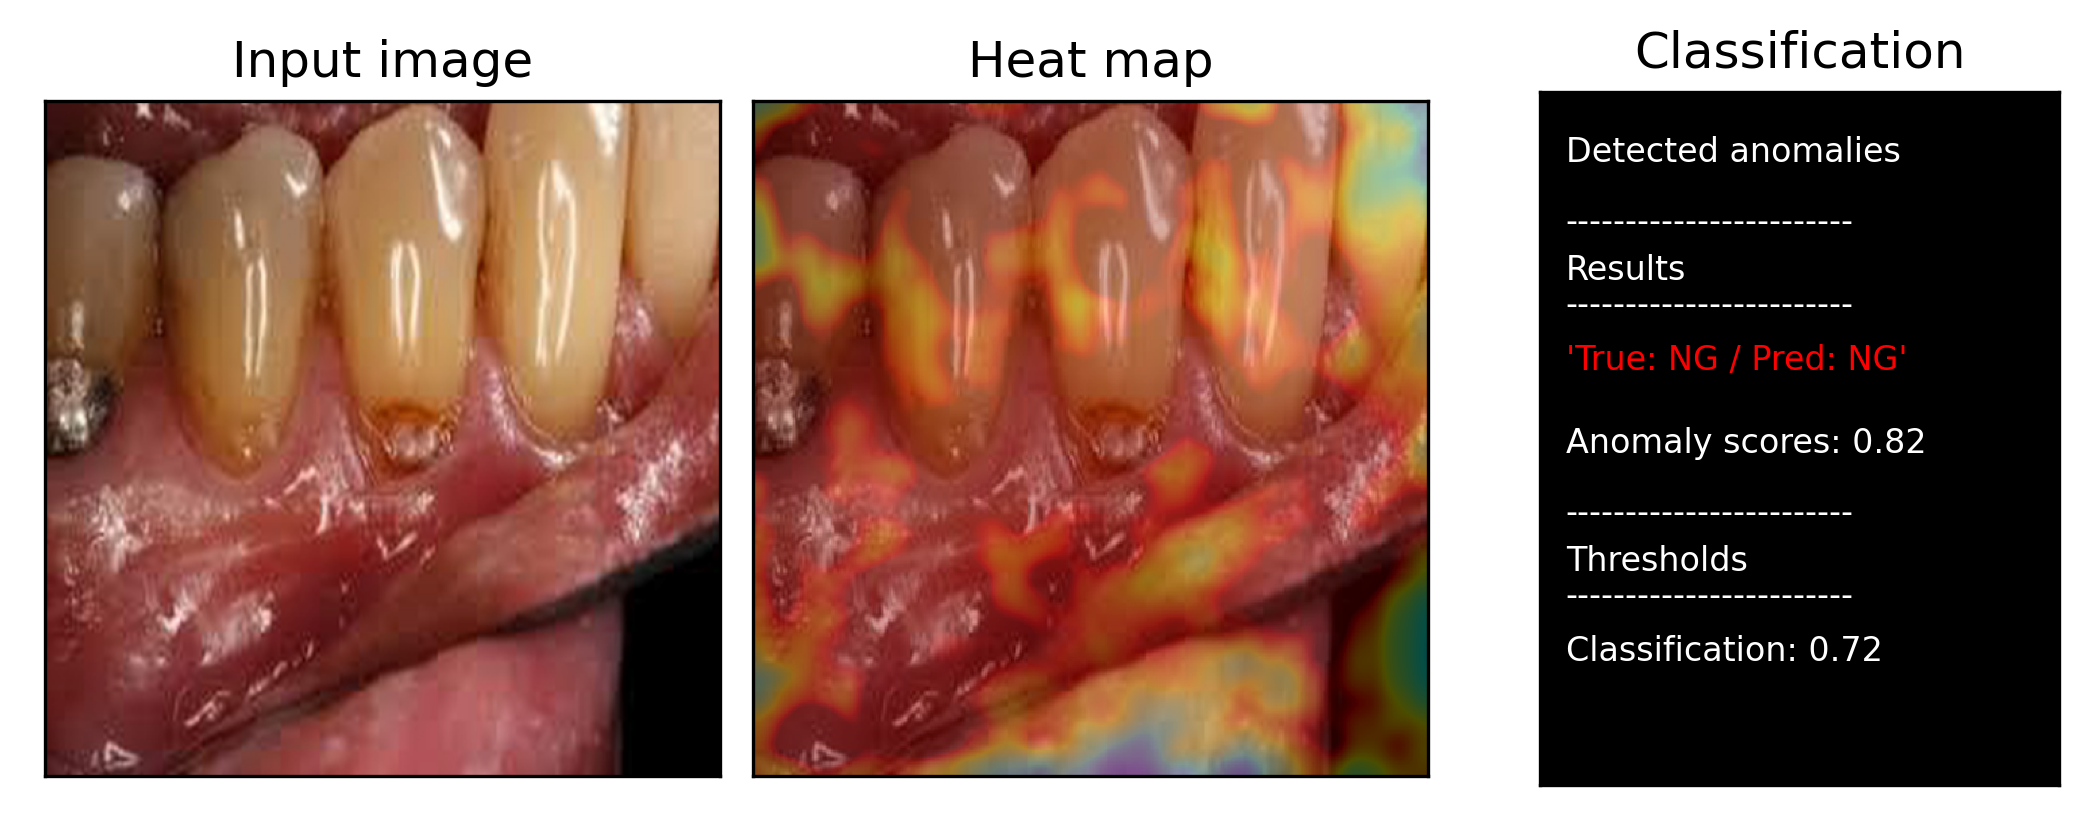 Input image
Heat map
Classification
Detected anomalies
------------------------
Results
------------------------
'True: NG / Pred: NG'
Anomaly scores: 0.82
------------------------
Thresholds
------------------------
Classification: 0.72